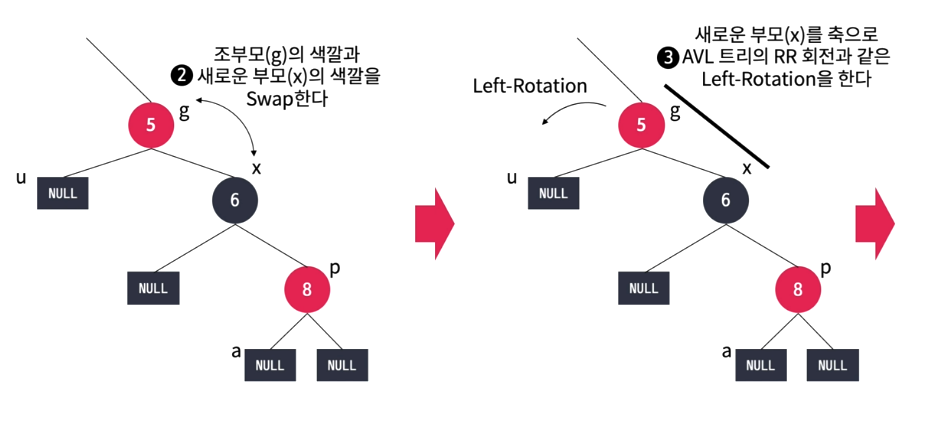 조부모(g)의 색깔과
❷ 새로운 부모(x)의 색깔을
Swap한다
5
g
u
NULL
x
6
NULL
p
8
a
NULL
NULL
새로운 부모(x)를 축으로
❸ AVL 트리의 RR 회전과 같은
Left-Rotation을 한다
Left-Rotation
5
g
u
NULL
x
6
NULL
p
8
a
NULL
NULL